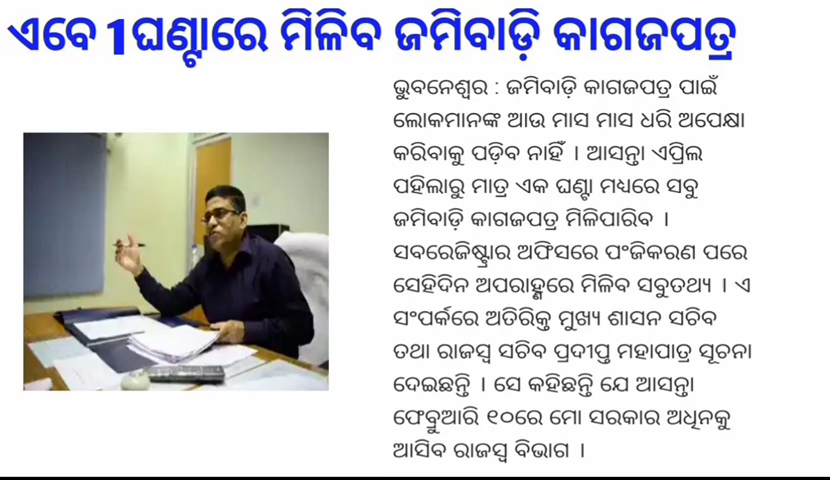 ଏବେ 1 ଘଣ୍ଟାରେ ମିଳିବ ଜମିବାଡ଼ି କାଗଜପତ୍ର
ଭୁବନେଶ୍ୱର : ଜମିବାଡ଼ି କାଗଜପତ୍ର ପାଇଁ
ଲୋକମାନଙ୍କ ଆଉ ମାସ ମାସ ଧରି ଅପେକ୍ଷା
କରିବାକୁ ପଡ଼ିବ ନାହିଁ । ଆସନ୍ତା ଏପ୍ରିଲ
ପହିଲାରୁ ମାତ୍ର ଏକ ଘଣ୍ଟା ମଧ୍ୟରେ ସବୁ
ଜମିବାଡ଼ି କାଗଜପତ୍ର ମିଳିପାରିବ ।
ସବରେଜିଷ୍ଟ୍ରାର ଅଫିସରେ ପଂଜିକରଣ ପରେ
ସେହିଦିନ ଅପରାହ୍ଣରେ ମିଳିବ ସବୁତଥ୍ୟ । ଏ
ସଂପର୍କରେ ଅତିରିକ୍ତ ମୁଖ୍ୟ ଶାସନ ସଚିବ
ତଥା ରାଜସ୍ୱ ସଚିବ ପ୍ରଦୀପ୍ତ ମହାପାତ୍ର ସୂଚନା
ଦେଇଛନ୍ତି । ସେ କହିଛନ୍ତି ଯେ ଆସନ୍ତା
ଫେବ୍ରୁଆରି ୧୦ରେ ମୋ ସରକାର ଅଧିନକୁ
ଆସିବ ରାଜସ୍ୱ ବିଭାଗ ।